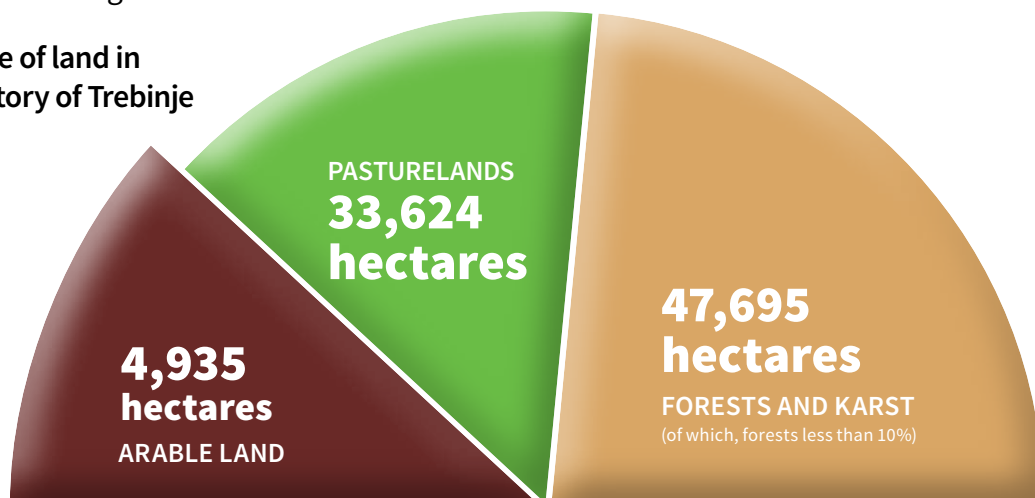 e of land in
tory of Trebinje
PASTURELANDS
33,624
hectares
47,695
hectares
FORESTS AND KARST
(of which, forests less than 10%)
4,935
hectares
ARABLE LAND